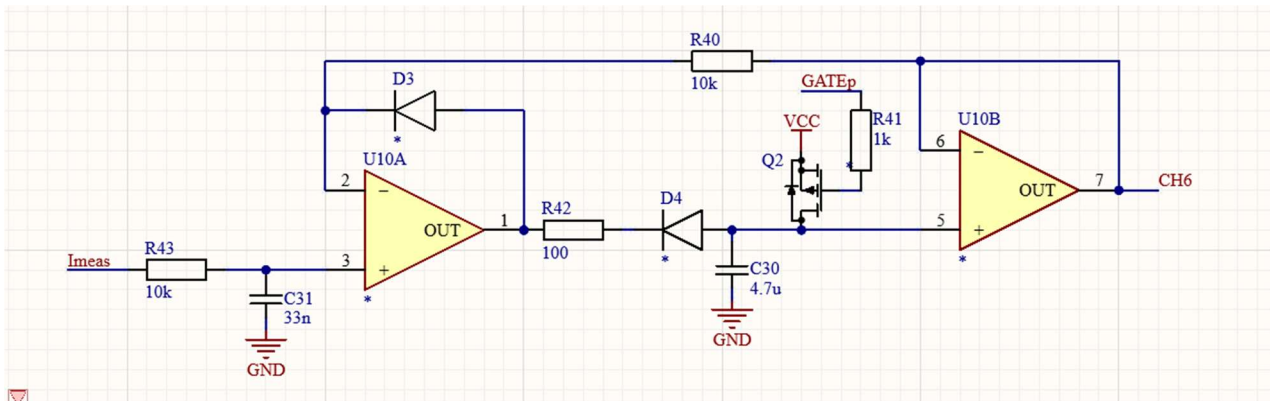 R40
10k
D3
*
GATEp
R41
1k
*
VCC
Q2
U10B
6
−
OUT
7
CH6
5
+
*
U10A
2
−
OUT
1
3
+
*
R42
100
D4
*
C30
4.7u
GND
Imeas
R43
10k
C31
33n
GND